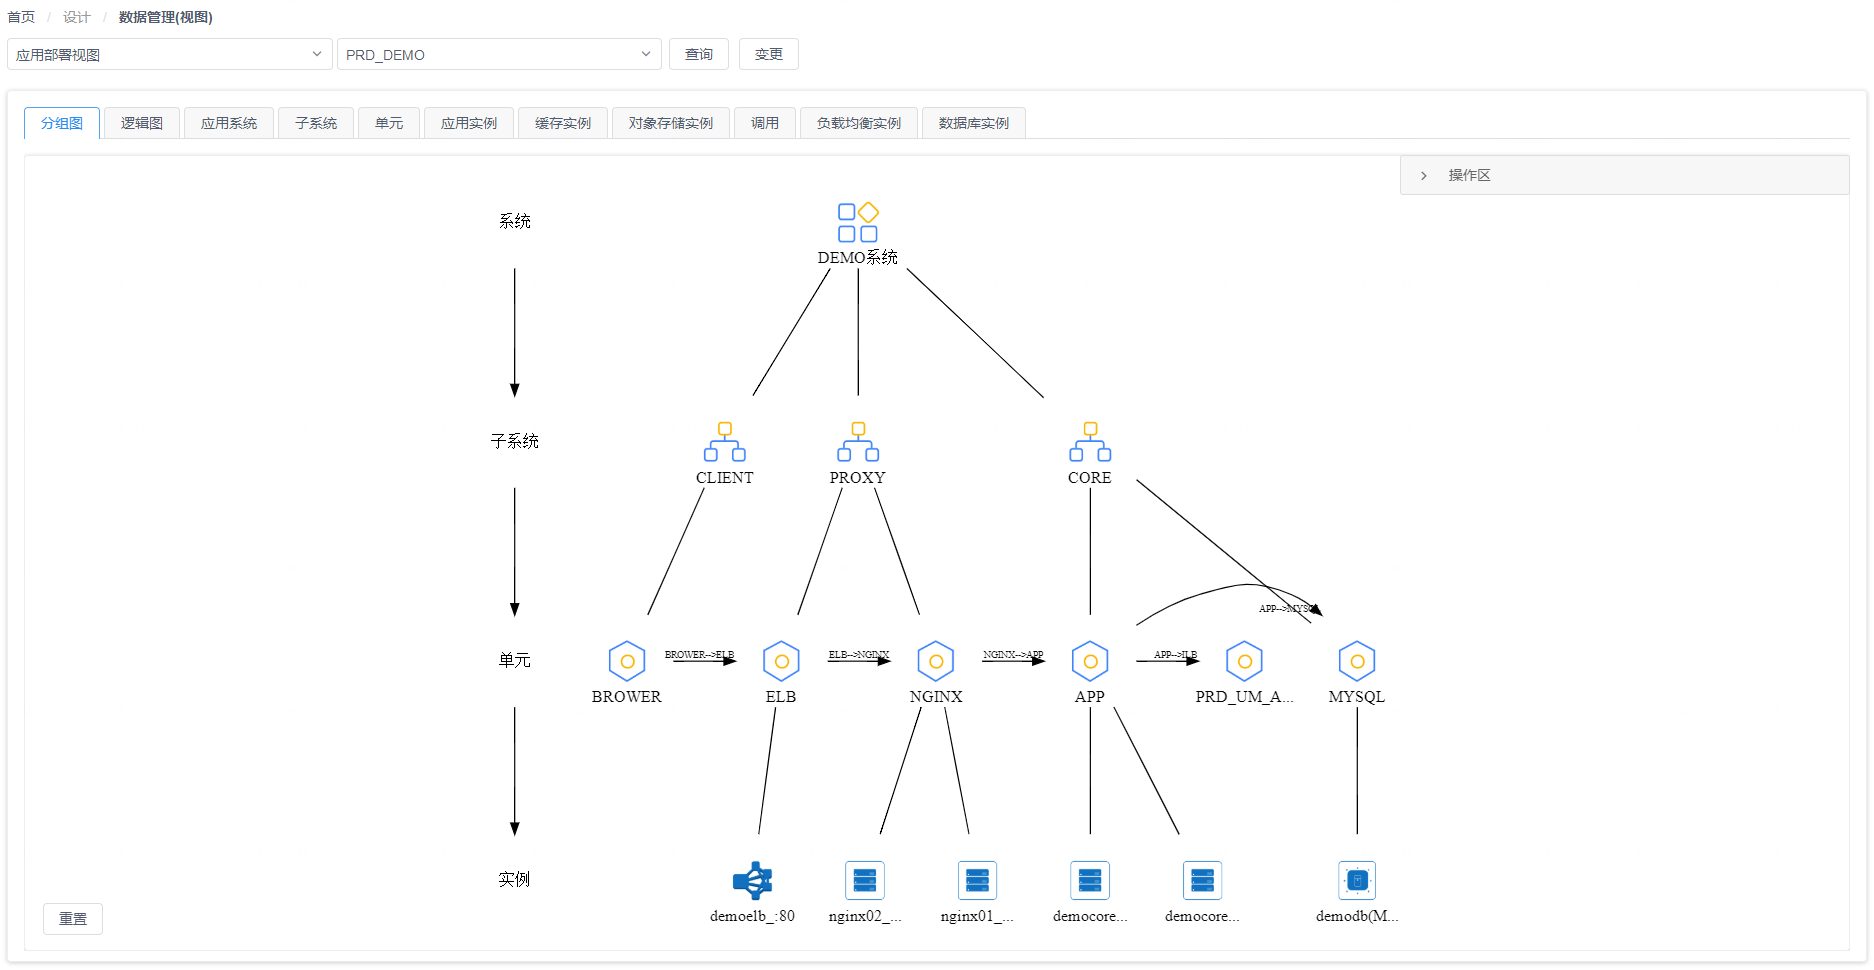 首页 / 设计 / 数据管理(视图)
应用部署视图 PRD_DEMO 查询 变更
分组图 逻辑图 应用系统 子系统 单元 应用实例 缓存实例 对象存储实例 调用 负载均衡实例 数据库实例
操作区
系统
DEMO系统
子系统
CLIENT PROXY CORE
APP-->MYSQL
单元
BROWER-->ELB ELB-->NGINX NGINX-->APP APP-->ILB
BROWER ELB NGINX APP PRD_UM_A... MYSQL
实例
demoelb_:80 nginx02_... nginx01_... democore... democore... demodb(M...
重置